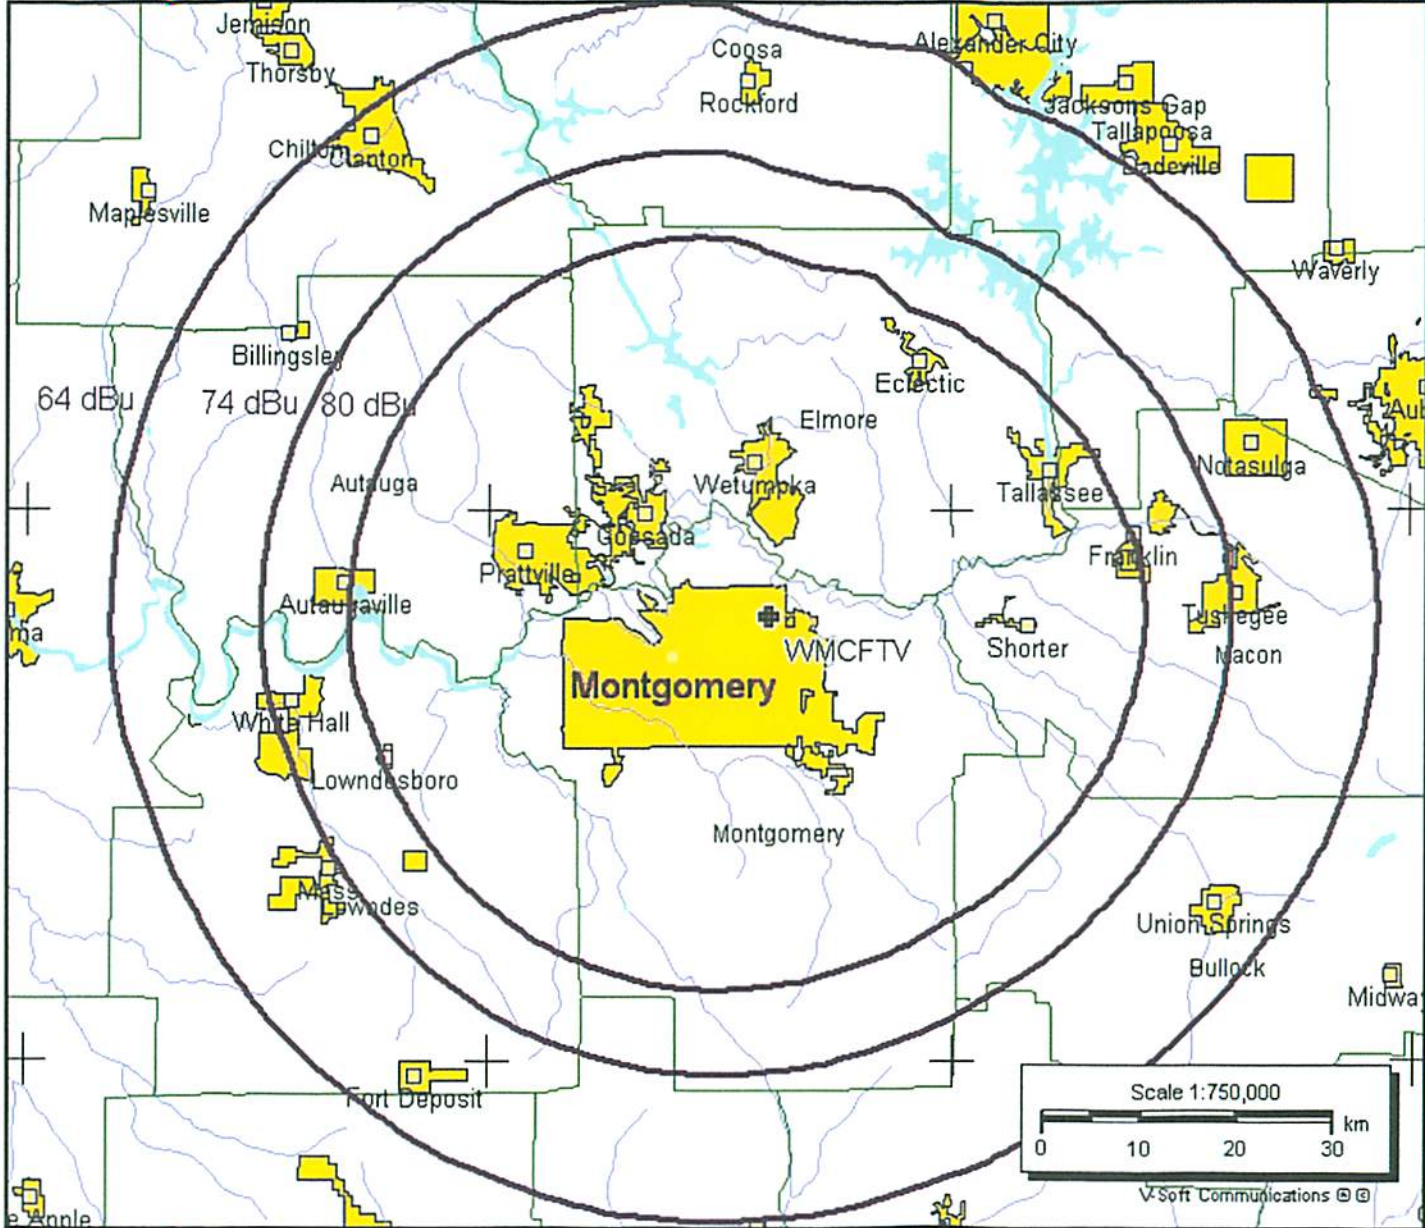 Jemison
Thorsby
Coosa
Rockford
Alexander City
Jacksons Gap
Tallapoosa
Dadeville
Chilton
Clanton
Maplesville
Waverly
Billingsley
64 dBu
74 dBu
80 dBu
Eclectic
Elmore
Autauga
Wetumpka
Tallassee
Notasulga
Coosada
Prattville
Franklin
Autaugaville
Tuskegee
Shorter
Macon
WMCFTV
Montgomery
White Hall
Lowndesboro
Montgomery
Lowndes
Union Springs
Bullock
Midway
Fort Deposit
Scale 1:750,000
km
0 10 20 30
V-Soft Communications ® ©